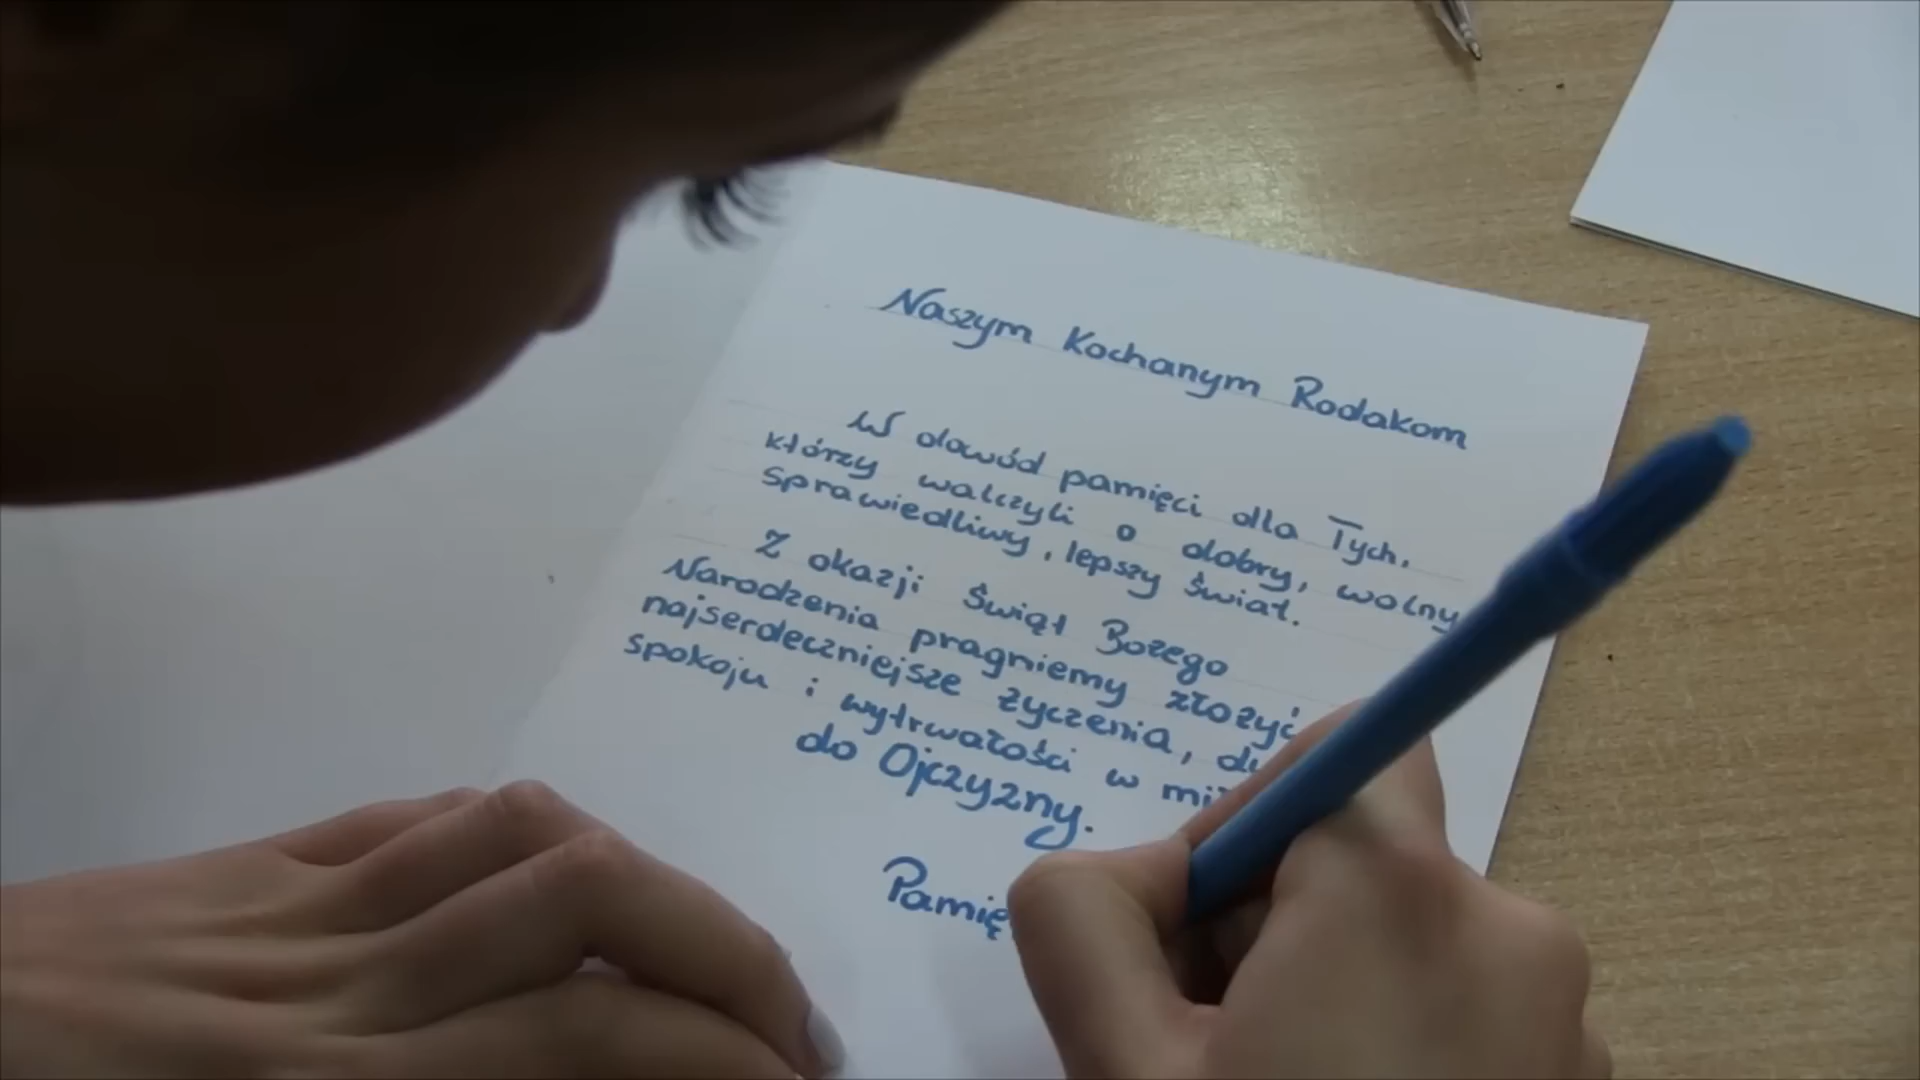 Naszym Kochanym Rodakom
W dowód pamięci dla Tych,
którzy walczyli o dobry, wolny
sprawiedliwy, lepszy świat.
Z okazji Świąt Bożego
Narodzenia pragniemy złożyć
najserdeczniejsze życzenia,
spokoju i wytrwałości w
do Ojczyzny.